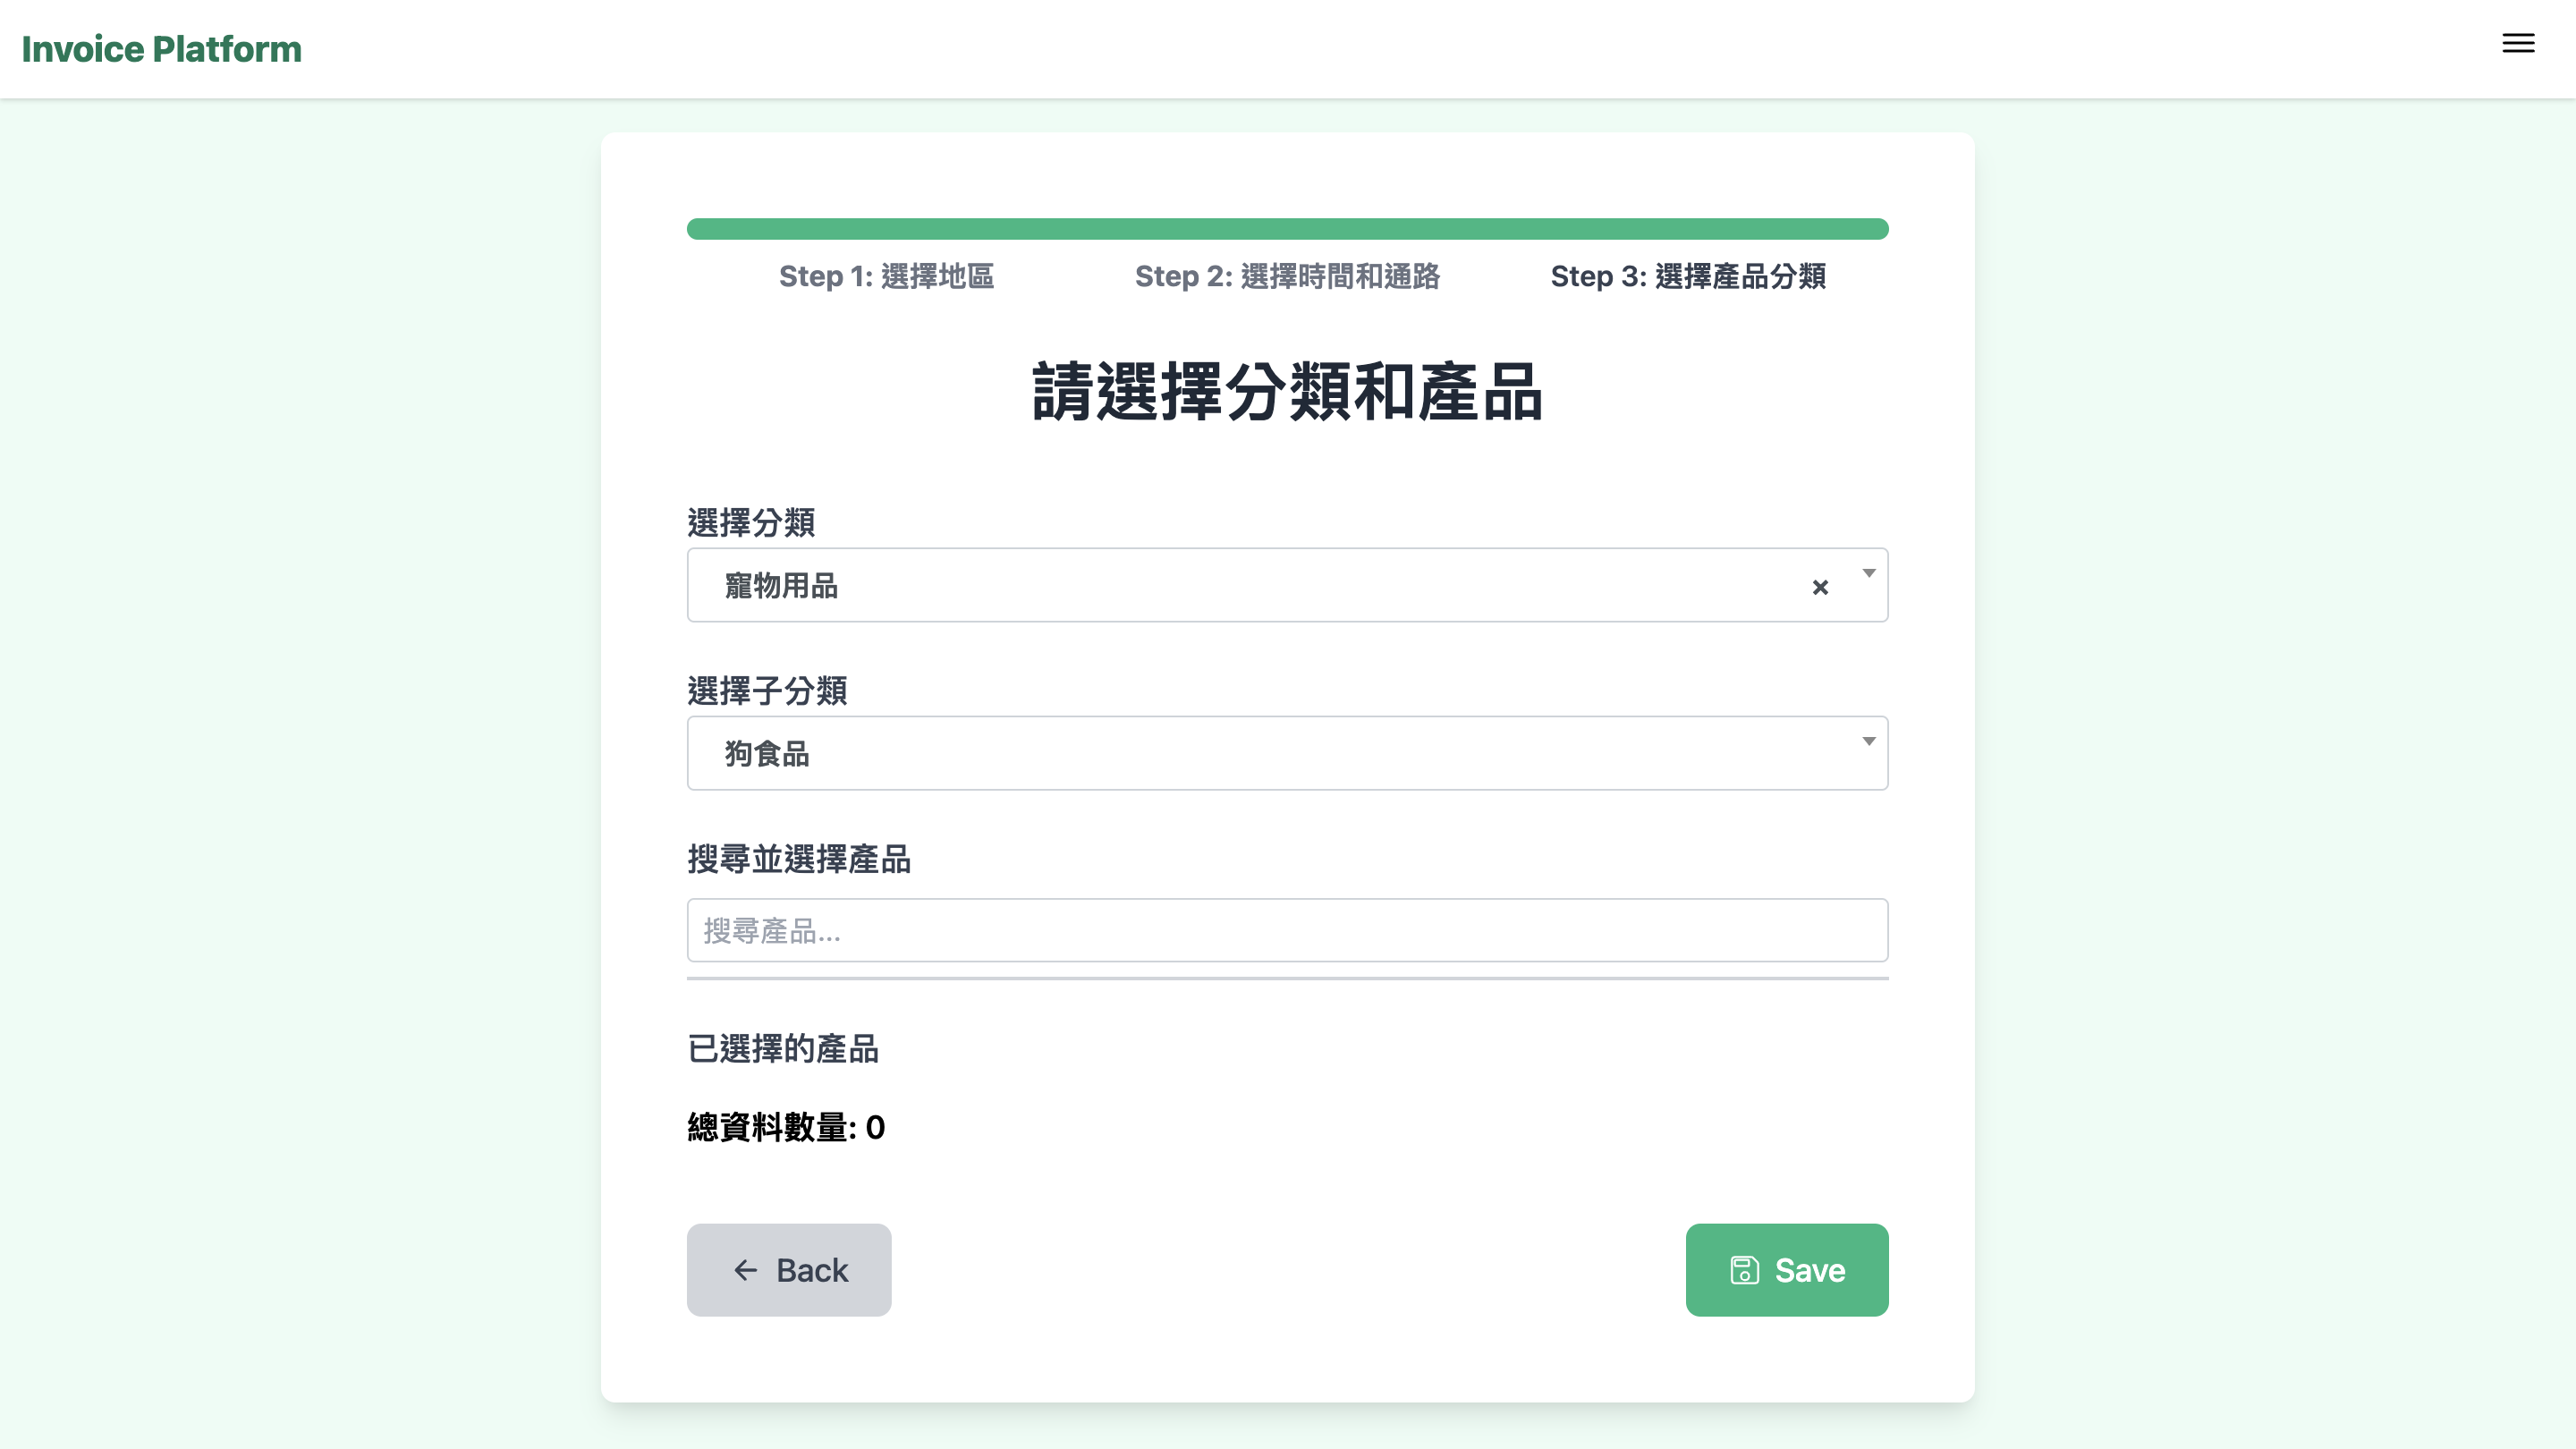 Invoice Platform
Step 1: 選擇地區
Step 2: 選擇時間和通路
Step 3: 選擇產品分類
請選擇分類和產品
選擇分類
寵物用品
×
選擇子分類
狗食品
搜尋並選擇產品
搜尋產品...
已選擇的產品
總資料數量: 0
Back
Save